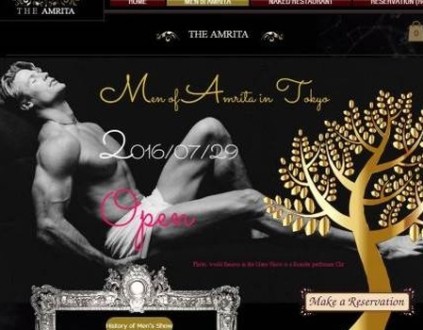 HOME
MEN of AMRITA
NAKED RESTAURANT
THE AMRITA
THE AMRITA
0
Men of Amrita in Tokyo
2016/07/29
Open
Make a Reservation
History of Men's Show